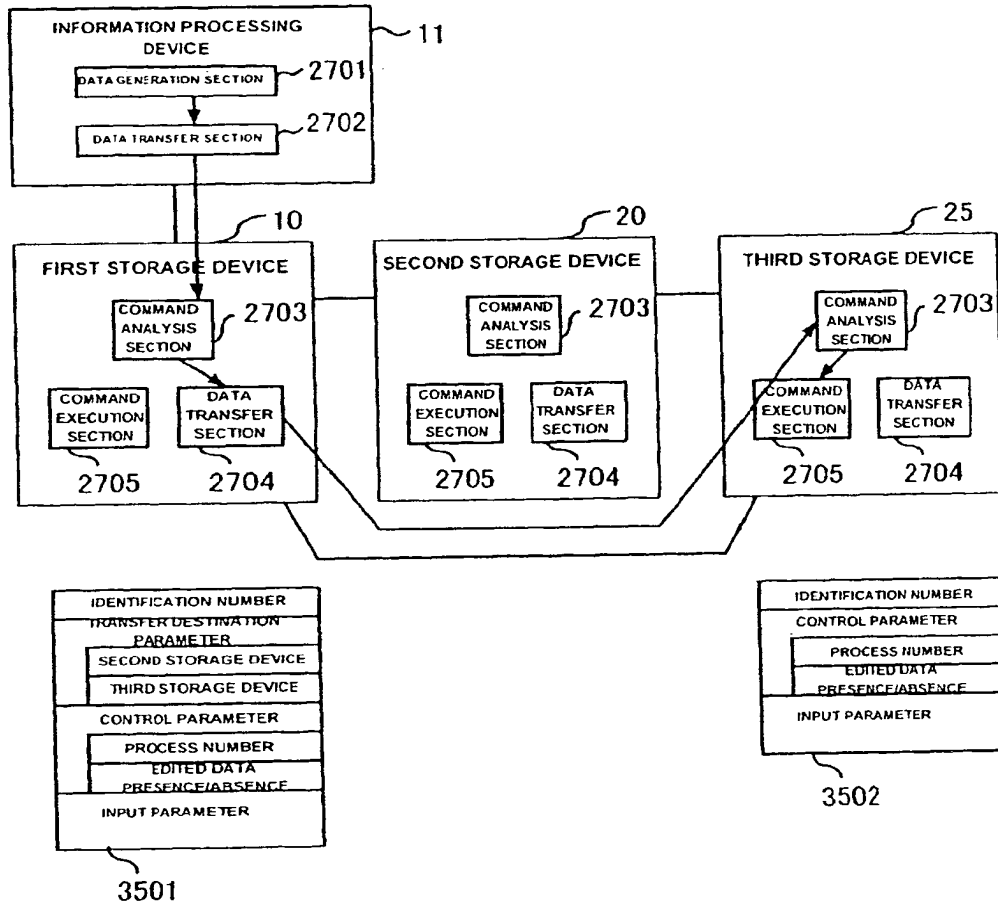 INFORMATION PROCESSING
DEVICE
11
DATA GENERATION SECTION
2701
DATA TRANSFER SECTION
2702
10
FIRST STORAGE DEVICE
COMMAND
ANALYSIS
SECTION
2703
COMMAND
EXECUTION
SECTION
2705
DATA
TRANSFER
SECTION
2704
20
SECOND STORAGE DEVICE
COMMAND
ANALYSIS
SECTION
2703
COMMAND
EXECUTION
SECTION
2705
DATA
TRANSFER
SECTION
2704
25
THIRD STORAGE DEVICE
COMMAND
ANALYSIS
SECTION
2703
COMMAND
EXECUTION
SECTION
2705
DATA
TRANSFER
SECTION
2704
IDENTIFICATION NUMBER
TRANSFER DESTINATION
PARAMETER
SECOND STORAGE DEVICE
THIRD STORAGE DEVICE
CONTROL PARAMETER
PROCESS NUMBER
EDITED DATA
PRESENCE/ABSENCE
INPUT PARAMETER
3501
IDENTIFICATION NUMBER
CONTROL PARAMETER
PROCESS NUMBER
EDITED DATA
PRESENCE/ABSENCE
INPUT PARAMETER
3502